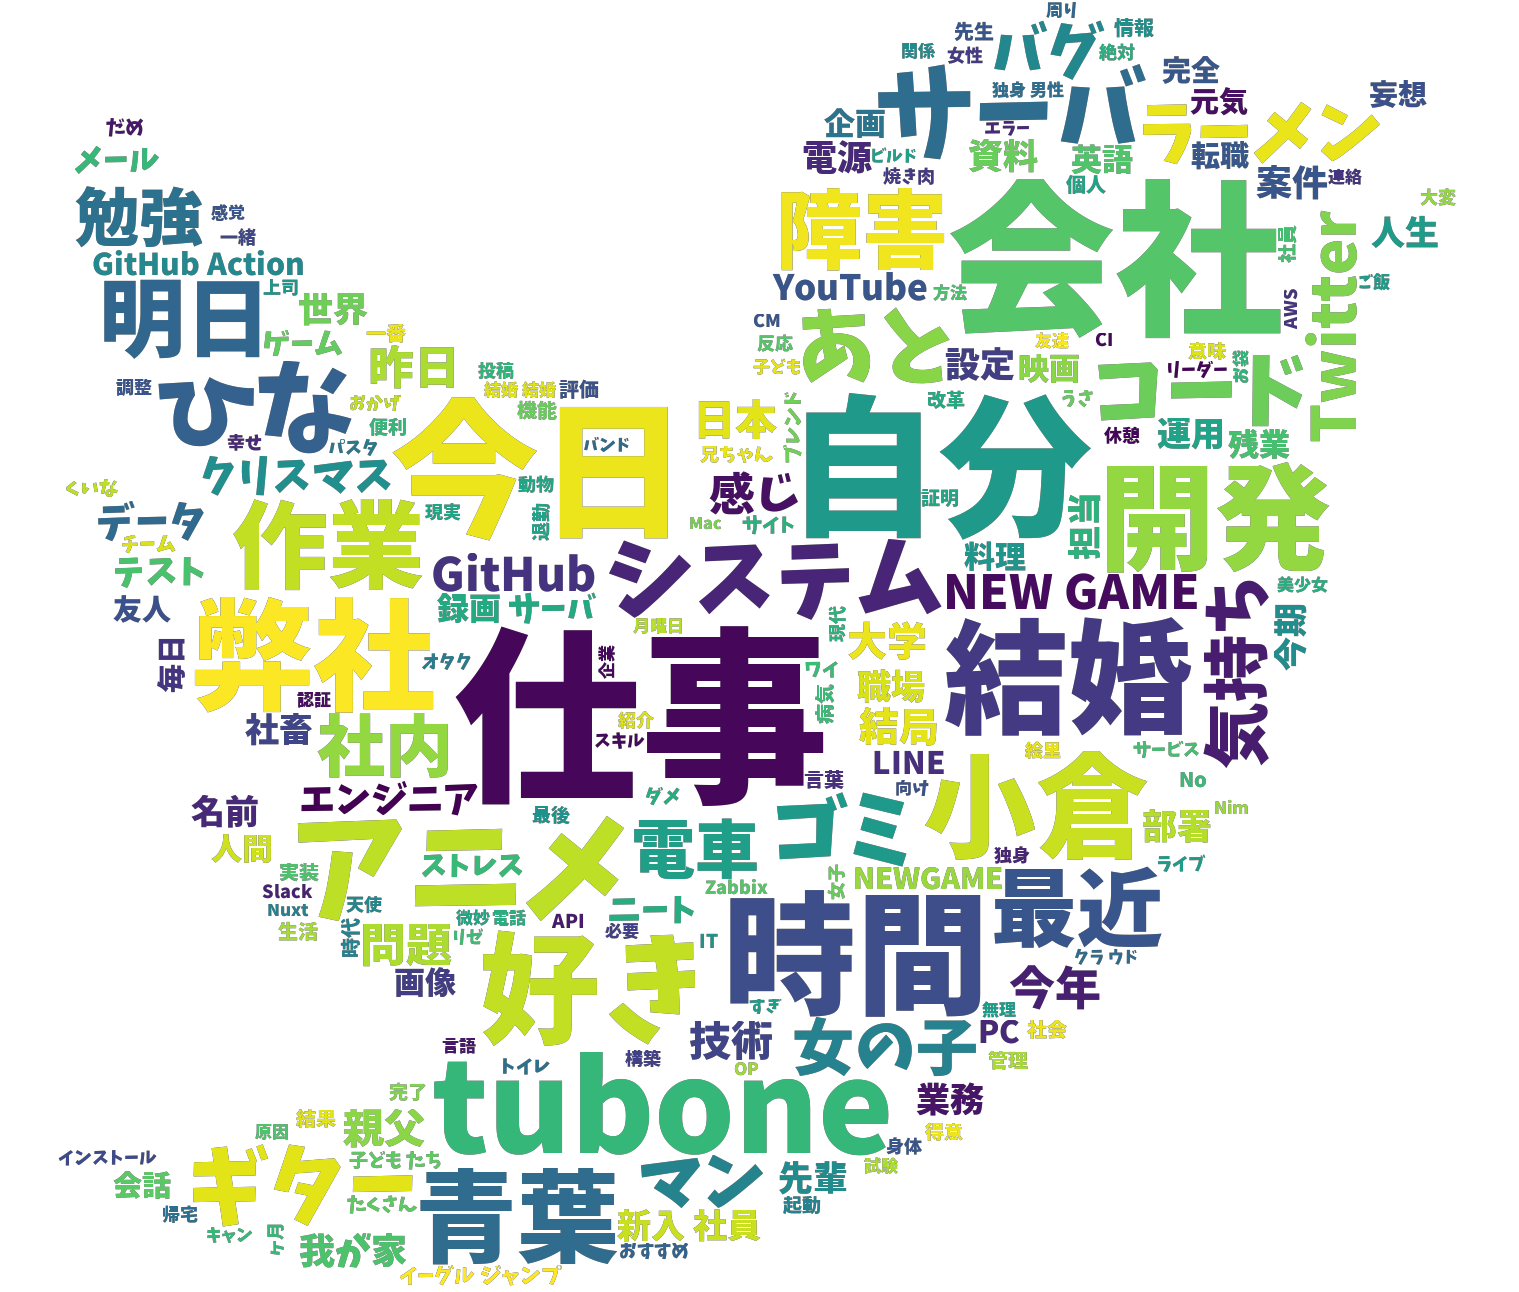 周り
先生
バグ
情報
関係
女性
絶対
サーバ
独身 男性
完全
元気
妄想
企画
エラー
ラーメン
だめ
メール
電源
ビルド
資料
英語
転職
焼き肉
個人
案件
連絡
勉強
感覚
一緒
障害
会社
大変
Twitter
人生
社員
GitHub Action
上司
YouTube
方法
ご飯
AWS
明日
世界
一番
CM
あと
友達
CI
ゲーム
昨日
反応
子ども
設定
映画
意味
リーダー
お袋
コード
調整
ひな
投稿
結婚 結婚
評価
おかげ
機能
便利
日本
ブレンド
自分
改革
うさ
休憩
運用
残業
幸せ
パスタ
今日
バンド
兄ちゃん
クリスマス
動物
感じ
証明
開発
くいな
データ
作業
現実
退勤
Mac
サイト
担当
チーム
テスト
GitHub
システム
料理
NEW GAME
気持ち
美少女
友人
録画 サーバ
月曜日
現代
大学
結婚
今期
弊社
毎日
オタク
仕事
企業
ワイ
職場
認証
社畜
社内
紹介
スキル
病気
結局
絵里
サービス
LINE
エンジニア
言葉
向け
小倉
No
名前
ダメ
最後
ゴミ
Nim
部署
人間
アニメ
ストレス
電車
独身
ライブ
実装
Slack
Nuxt
天使
Zabbix
女子
NEWGAME
最近
微妙 電話
API
ニート
時間
生活
時代
問題
リゼ
必要
IT
クラウド
画像
好き
すぎ
今年
無理
技術
女の子
PC
社会
言語
トイレ
構築
OP
管理
tubone
完了
業務
結果
親父
原因
得意
インストール
ギター
子どもたち
身体
会話
試験
青葉
マン
先輩
たくさん
起動
帰宅
キャン
ヶ月
我が家
新入 社員
おすすめ
イーグル ジャンプ